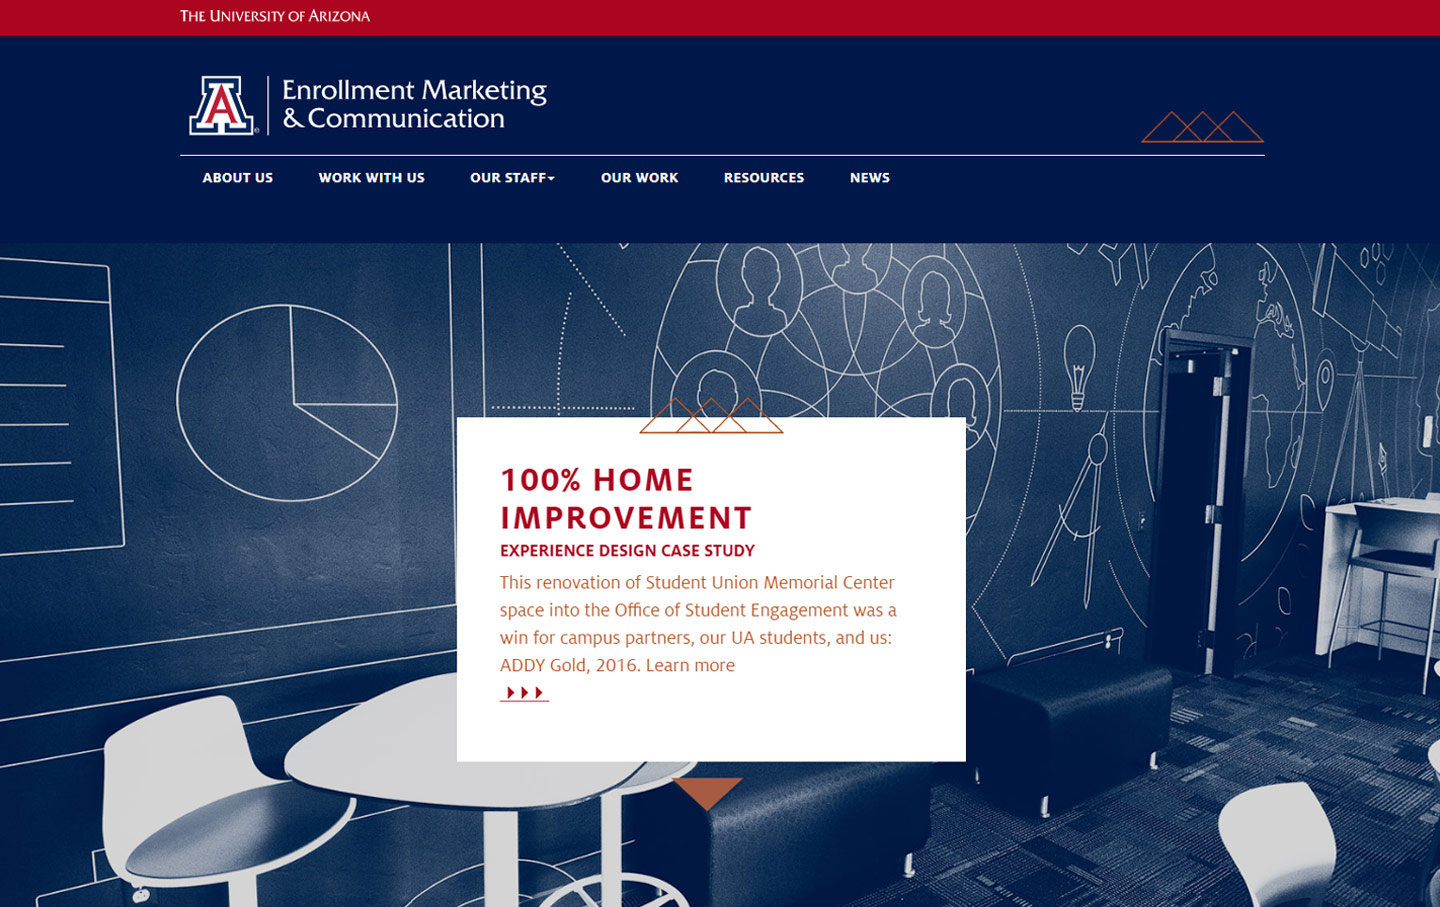 THE UNIVERSITY OF ARIZONA
A
Enrollment Marketing
& Communication
ABOUT US WORK WITH US OUR STAFF OUR WORK RESOURCES NEWS
100% HOME
IMPROVEMENT
EXPERIENCE DESIGN CASE STUDY
This renovation of Student Union Memorial Center
space into the Office of Student Engagement was a
win for campus partners, our UA students, and us:
ADDY Gold, 2016. Learn more